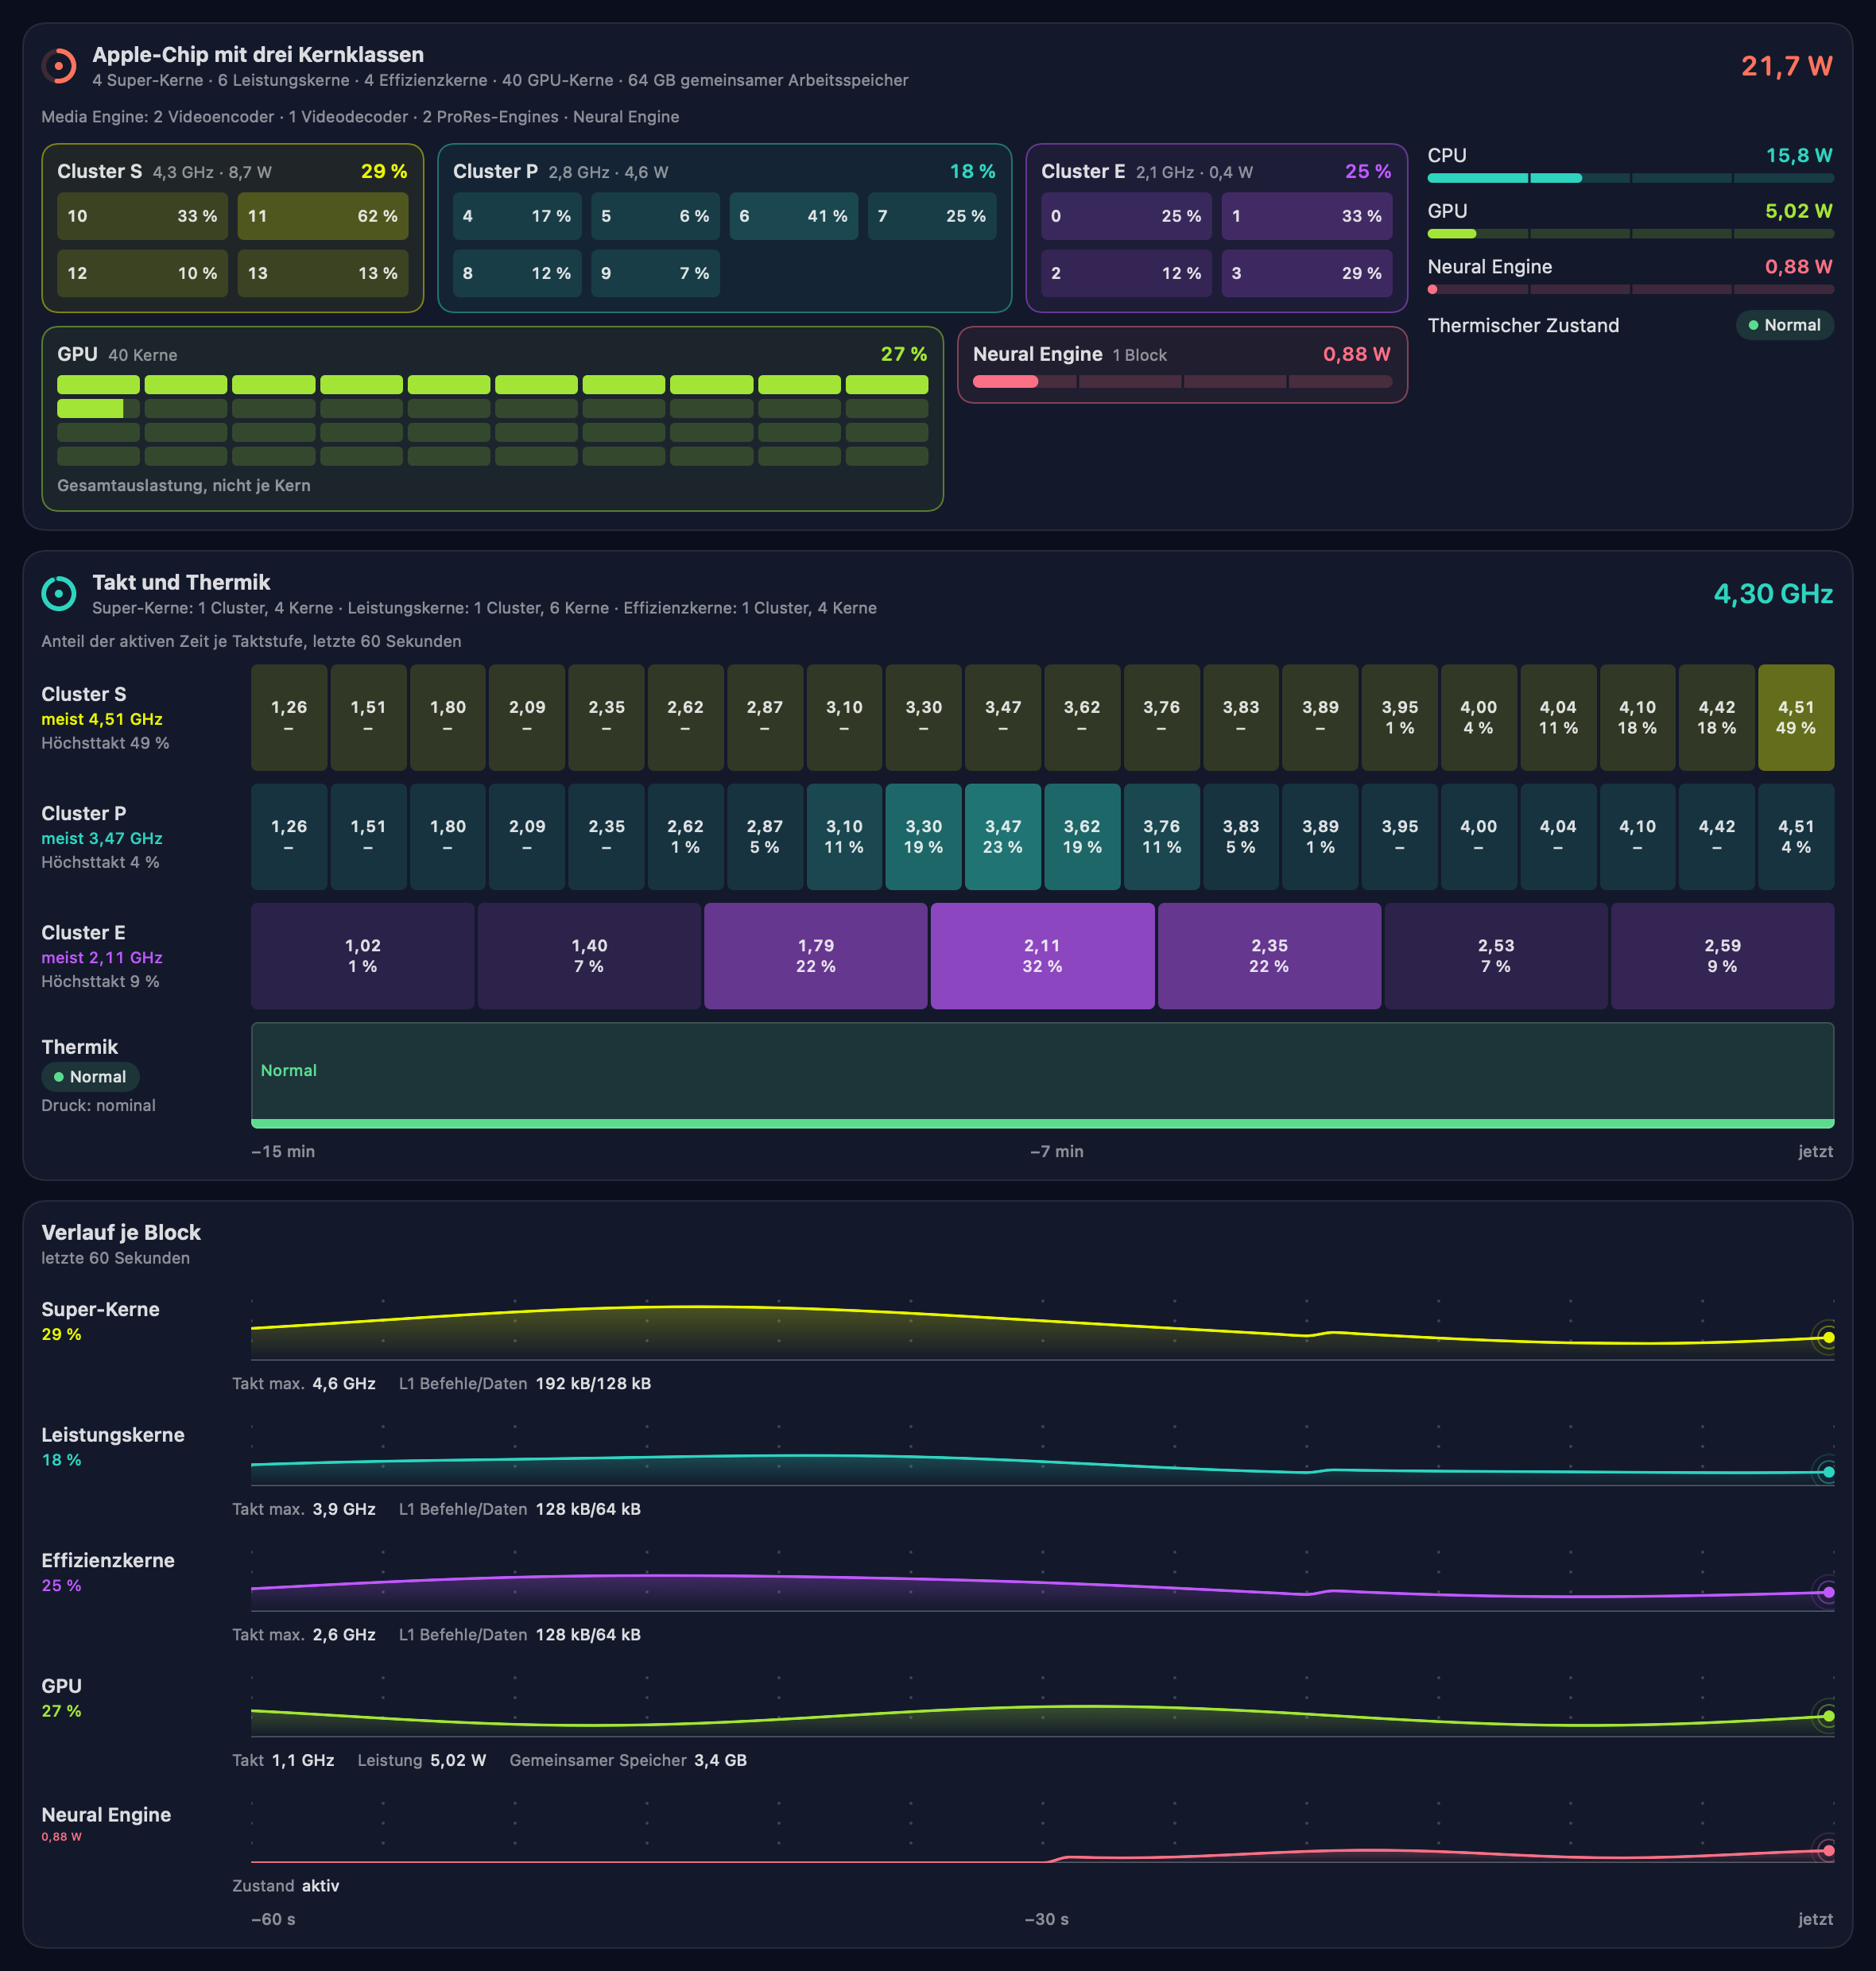 Apple-Chip mit drei Kernklassen
4 Super-Kerne · 6 Leistungskerne · 4 Effizienzkerne · 40 GPU-Kerne · 64 GB gemeinsamer Arbeitsspeicher
21,7 W
Media Engine: 2 Videoencoder · 1 Videodecoder · 2 ProRes-Engines · Neural Engine
Cluster S 4,3 GHz · 8,7 W 29 %
10 33 % 11 62 %
12 10 % 13 13 %
Cluster P 2,8 GHz · 4,6 W 18 %
4 17 % 5 6 % 6 41 % 7 25 %
8 12 % 9 7 %
Cluster E 2,1 GHz · 0,4 W 25 %
0 25 % 1 33 %
2 12 % 3 29 %
CPU 15,8 W
GPU 5,02 W
Neural Engine 0,88 W
Thermischer Zustand Normal
GPU 40 Kerne 27 %
Gesamtauslastung, nicht je Kern
Neural Engine 1 Block 0,88 W
Takt und Thermik
Super-Kerne: 1 Cluster, 4 Kerne · Leistungskerne: 1 Cluster, 6 Kerne · Effizienzkerne: 1 Cluster, 4 Kerne
4,30 GHz
Anteil der aktiven Zeit je Taktstufe, letzte 60 Sekunden
Cluster S
meist 4,51 GHz
Höchsttakt 49 %
1,26 1,51 1,80 2,09 2,35 2,62 2,87 3,10 3,30 3,47 3,62 3,76 3,83 3,89 3,95 4,00 4,04 4,10 4,42 4,51
– – – – – – – – – – – – – – 1 % 4 % 11 % 18 % 18 % 49 %
Cluster P
meist 3,47 GHz
Höchsttakt 4 %
1,26 1,51 1,80 2,09 2,35 2,62 2,87 3,10 3,30 3,47 3,62 3,76 3,83 3,89 3,95 4,00 4,04 4,10 4,42 4,51
– – – – – 1 % 5 % 11 % 19 % 23 % 19 % 11 % 5 % 1 % – – – – – 4 %
Cluster E
meist 2,11 GHz
Höchsttakt 9 %
1,02 1,40 1,79 2,11 2,35 2,53 2,59
1 % 7 % 22 % 32 % 22 % 7 % 9 %
Thermik
Normal
Druck: nominal
Normal
–15 min –7 min jetzt
Verlauf je Block
letzte 60 Sekunden
Super-Kerne
29 %
Takt max. 4,6 GHz L1 Befehle/Daten 192 kB/128 kB
Leistungskerne
18 %
Takt max. 3,9 GHz L1 Befehle/Daten 128 kB/64 kB
Effizienzkerne
25 %
Takt max. 2,6 GHz L1 Befehle/Daten 128 kB/64 kB
GPU
27 %
Takt 1,1 GHz Leistung 5,02 W Gemeinsamer Speicher 3,4 GB
Neural Engine
0,88 W
Zustand aktiv
–60 s –30 s jetzt